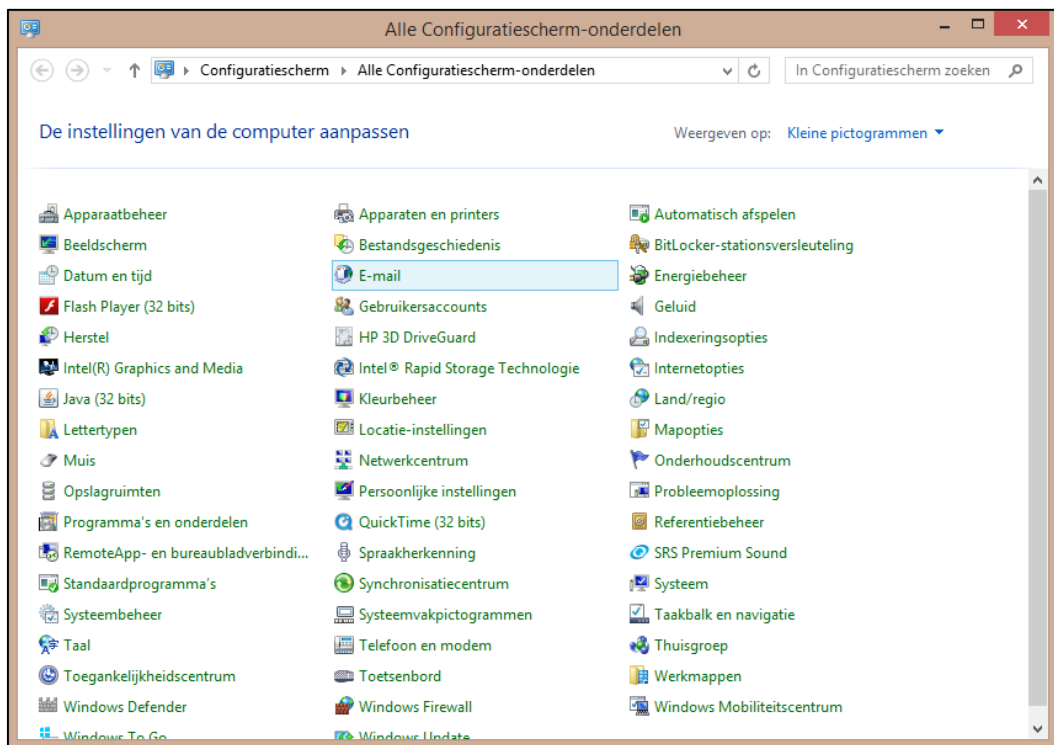 Alle Configuratiescherm-onderdelen
Configuratiescherm Alle Configuratiescherm-onderdelen In Configuratiescherm zoeken
De instellingen van de computer aanpassen Weergeven op: Kleine pictogrammen
Apparaatbeheer Apparaten en printers Automatisch afspelen
Beeldscherm Bestandsgeschiedenis BitLocker-stationsversleuteling
Datum en tijd E-mail Energiebeheer
Flash Player (32 bits) Gebruikersaccounts Geluid
Herstel HP 3D DriveGuard Indexeringsopties
Intel(R) Graphics and Media Intel® Rapid Storage Technologie Internetopties
Java (32 bits) Kleurbeheer Land/regio
Lettertypen Locatie-instellingen Mapopties
Muis Netwerkcentrum Onderhoudscentrum
Opslagruimten Persoonlijke instellingen Probleemoplossing
Programma's en onderdelen QuickTime (32 bits) Referentiebeheer
RemoteApp- en bureaubladverbindi... Spraakherkenning SRS Premium Sound
Standaardprogramma's Synchronisatiecentrum Systeem
Systeembeheer Systeemvakpictogrammen Taakbalk en navigatie
Taal Telefoon en modem Thuisgroep
Toegankelijkheidscentrum Toetsenbord Werkmappen
Windows Defender Windows Firewall Windows Mobiliteitscentrum
Windows To Go Windows Update